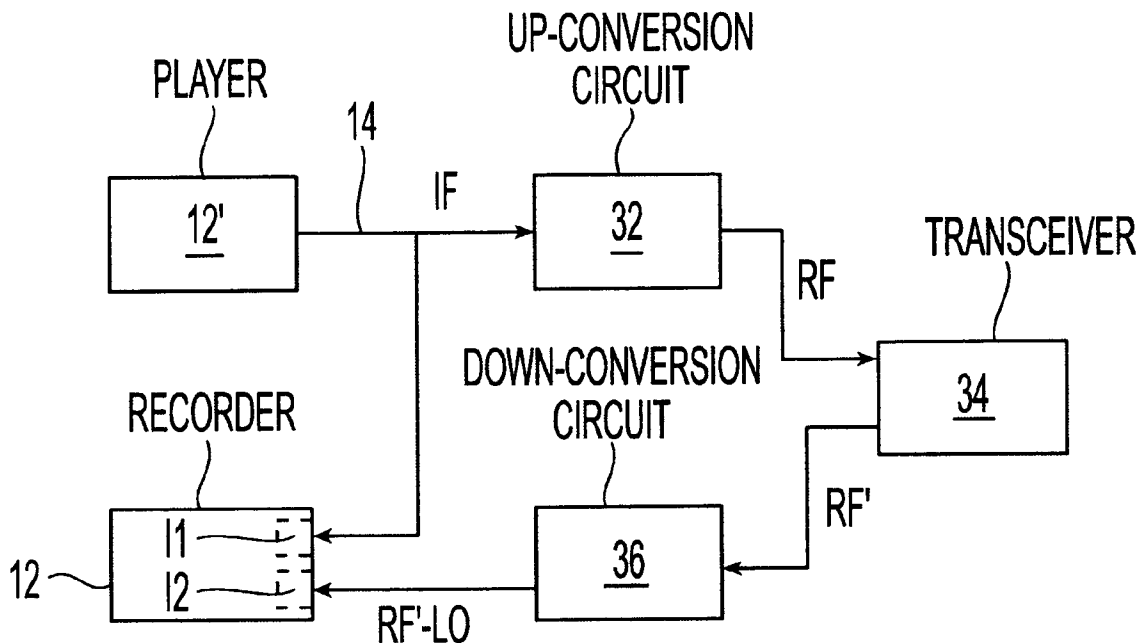 UP-CONVERSION
CIRCUIT
PLAYER
14
IF
12'
32
TRANSCEIVER
RF
DOWN-CONVERSION
CIRCUIT
34
RECORDER
RF'
I1
12
I2
36
RF'-LO